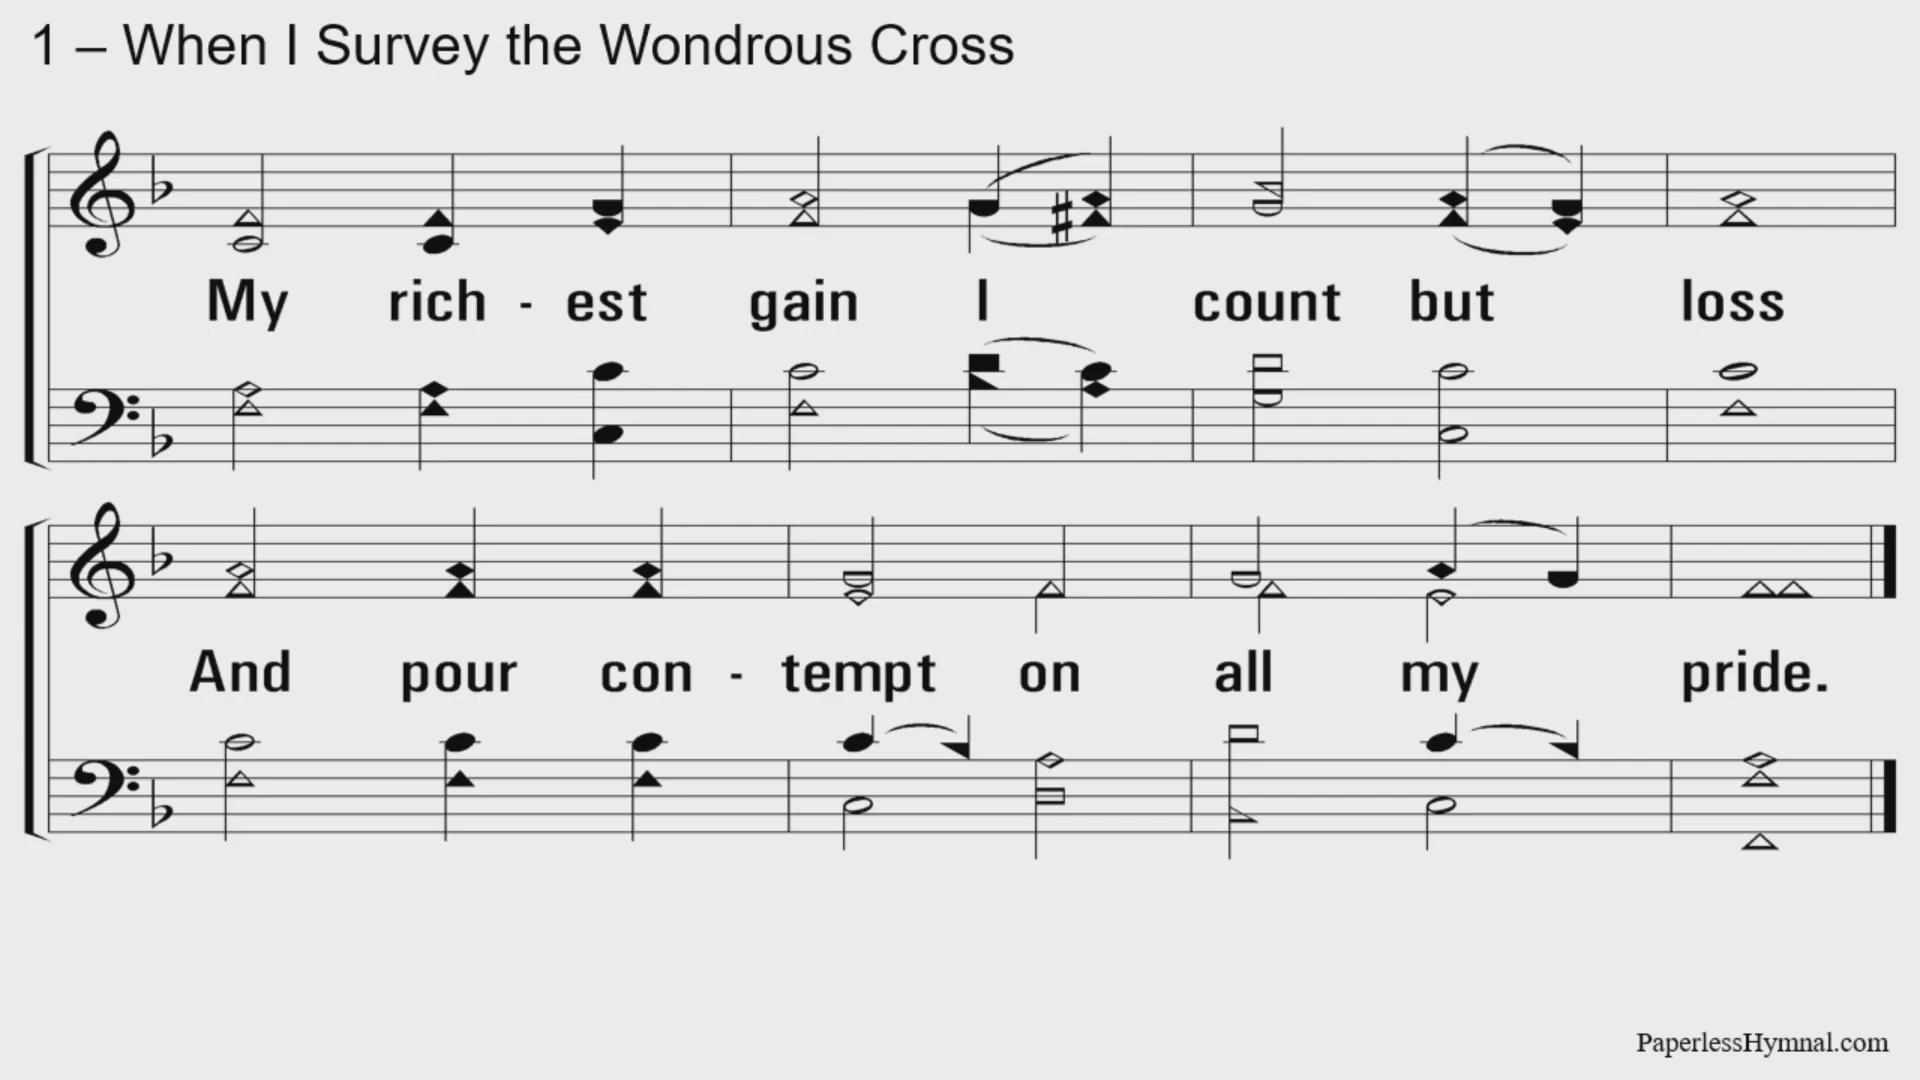 1 – When I Survey the Wondrous Cross
My rich - est gain I count but loss
And pour con - tempt on all my pride.
PaperlessHymnal.com